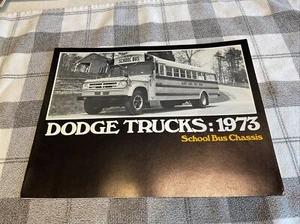 SCHOOL BUS
DODGE TRUCKS: 1973
School Bus Chassis